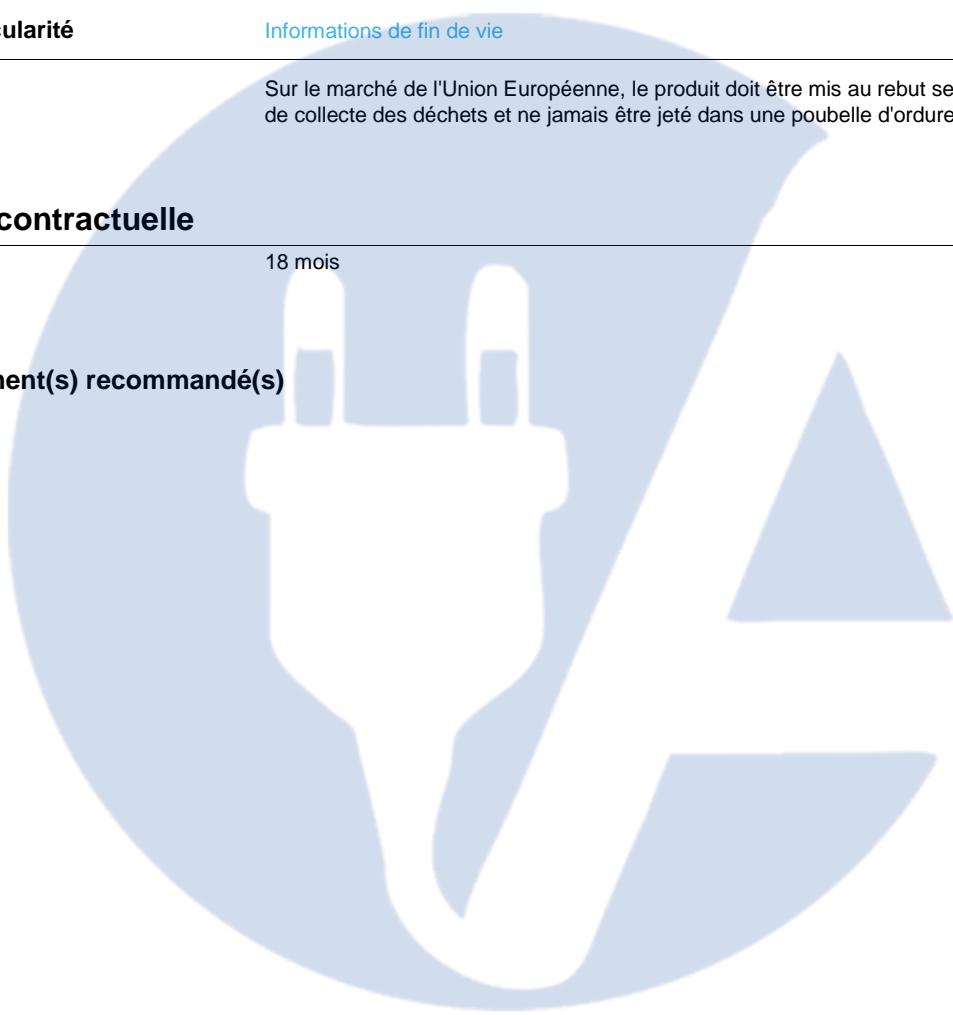 cularité Informations de fin de vie
Sur le marché de l'Union Européenne, le produit doit être mis au rebut se
de collecte des déchets et ne jamais être jeté dans une poubelle d'ordure
contractuelle
18 mois
ment(s) recommandé(s)